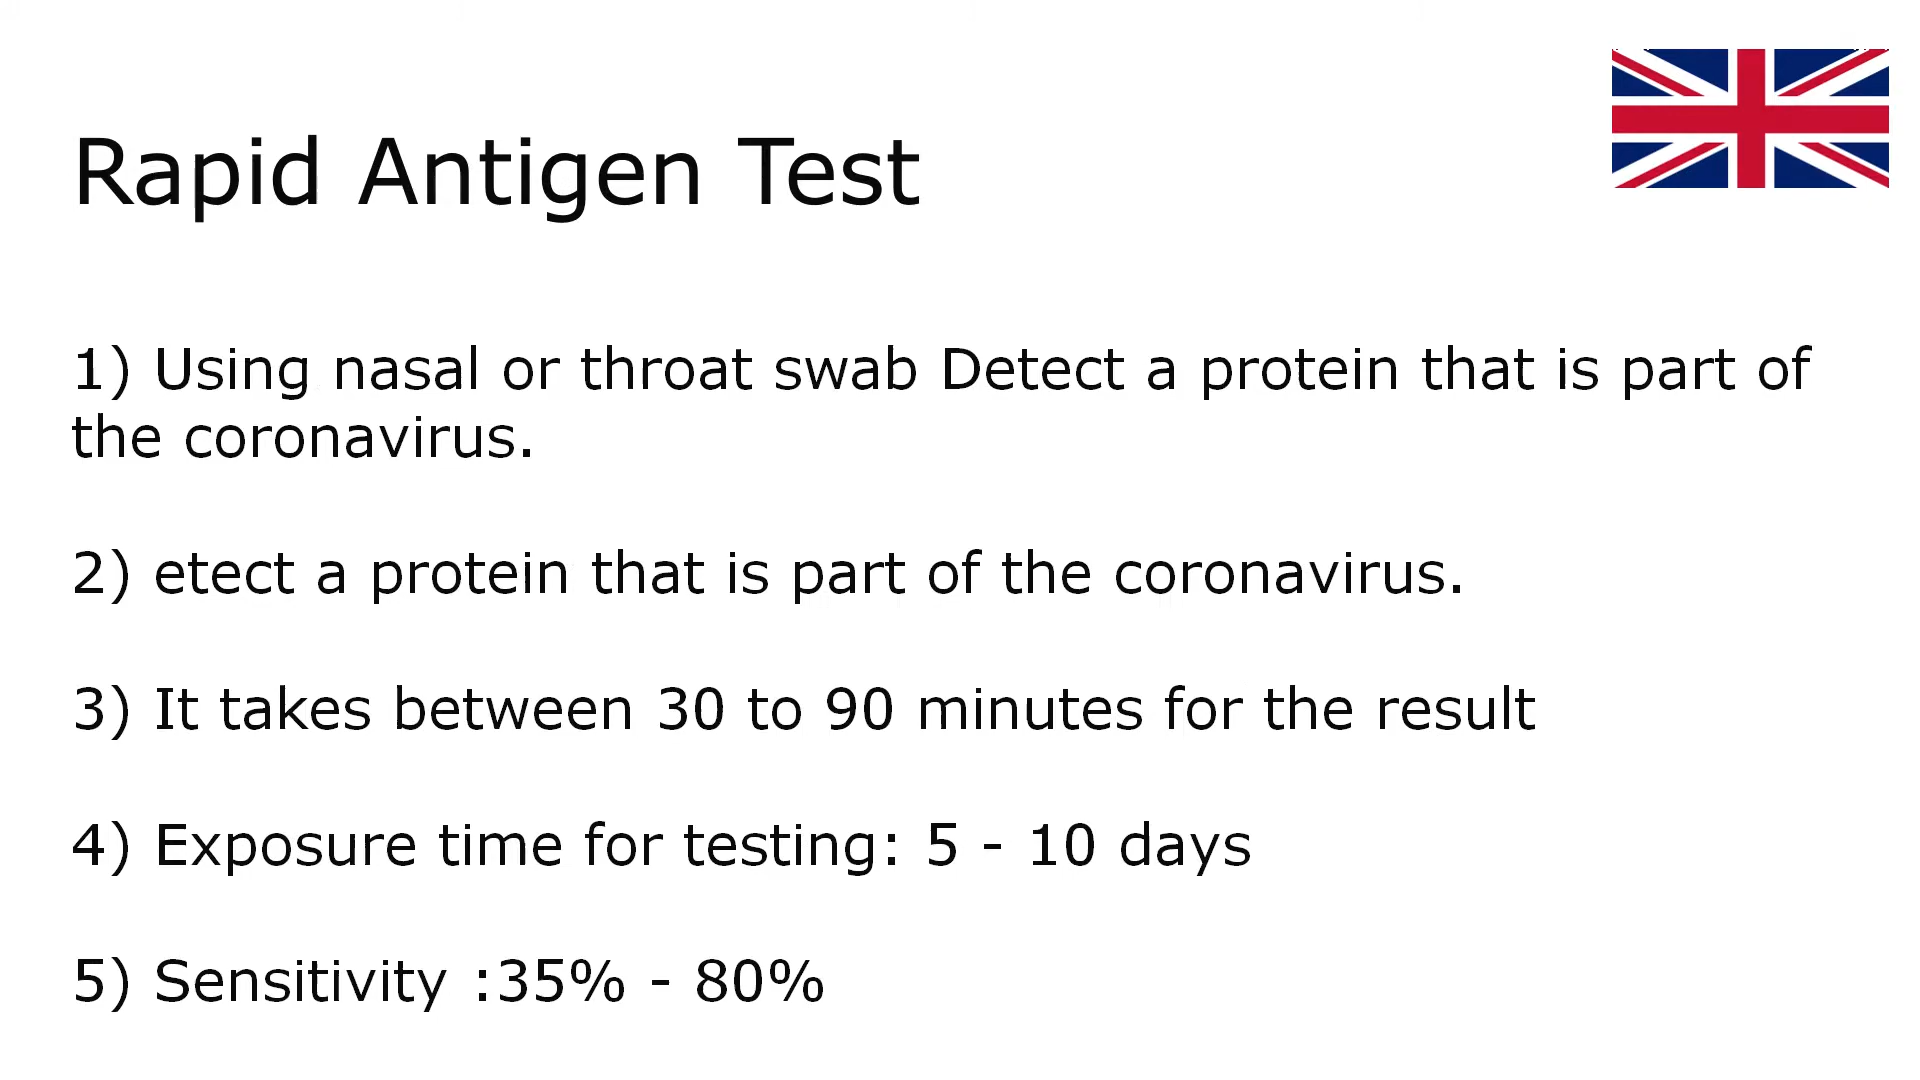 Rapid Antigen Test
1) Using nasal or throat swab Detect a protein that is part of
the coronavirus.
2) etect a protein that is part of the coronavirus.
3) It takes between 30 to 90 minutes for the result
4) Exposure time for testing: 5 - 10 days
5) Sensitivity :35% - 80%